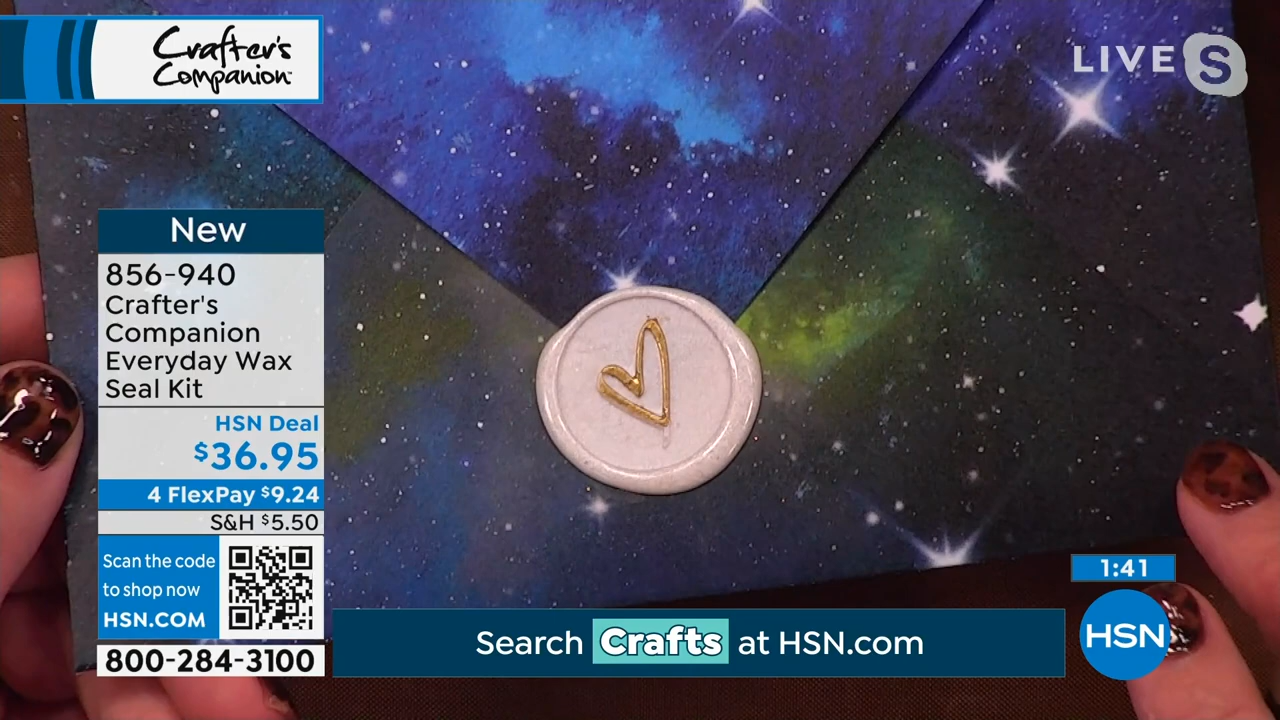 Crafter's
Companion
LIVE S
New
856-940
Crafter's
Companion
Everyday Wax
Seal Kit
HSN Deal
$36.95
4 FlexPay $9.24
S&H $5.50
Scan the code
to shop now
HSN.COM
800-284-3100
Search Crafts at HSN.com
1:41
HSN